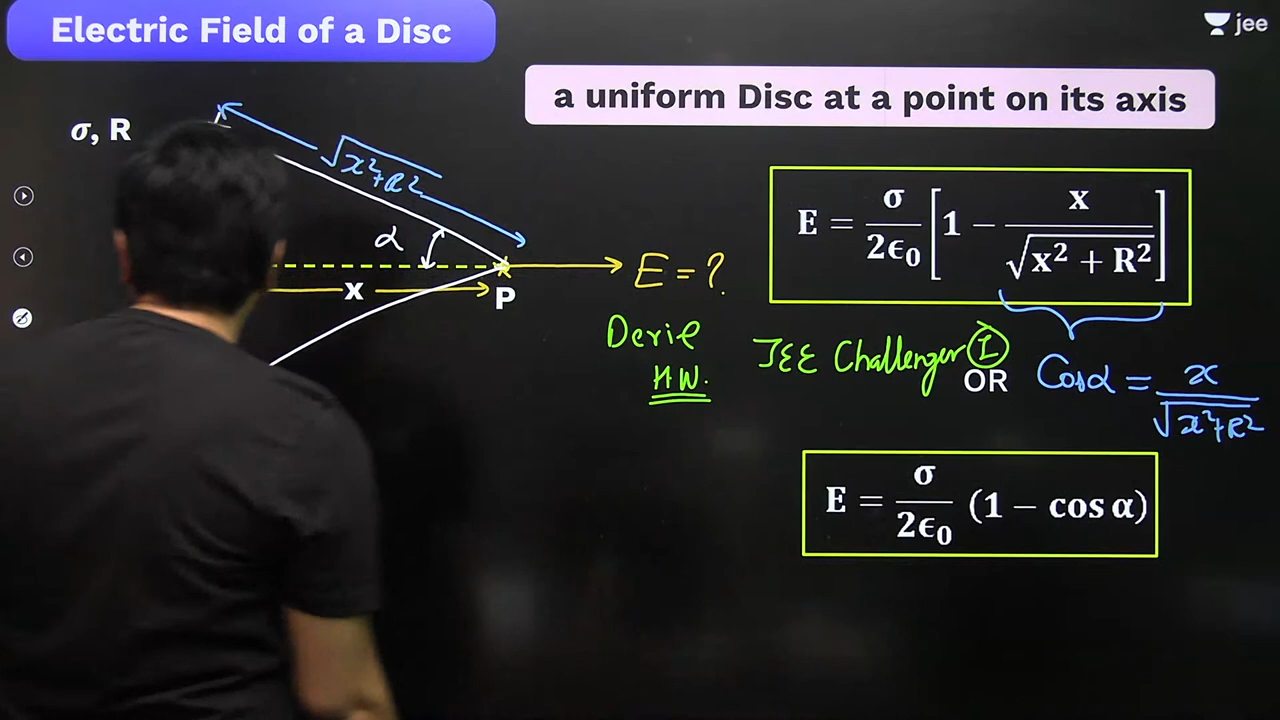 Electric Field of a Disc
jee
a uniform Disc at a point on its axis
σ, R
√x²+R²
α
x
P
E = ?
Derie
HW.
E = σ/2ϵ₀ [1 − x/√x² + R²]
JEE Challenger ①
OR
Cosα = x/√x²+R²
E = σ/2ϵ₀ (1 − cos α)